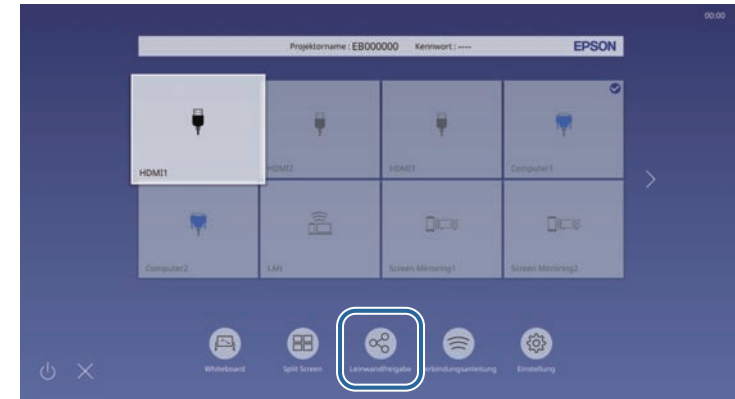 00:00
Projektorname : EB000000 Kennwort : ---- EPSON
HDMI1 HDMI2 HDMI3 Computer1
Computer2 LAN Screen Mirroring1 Screen Mirroring2
Whiteboard Split Screen Leinwandfreigabe Verbindungsanleitung Einstellung